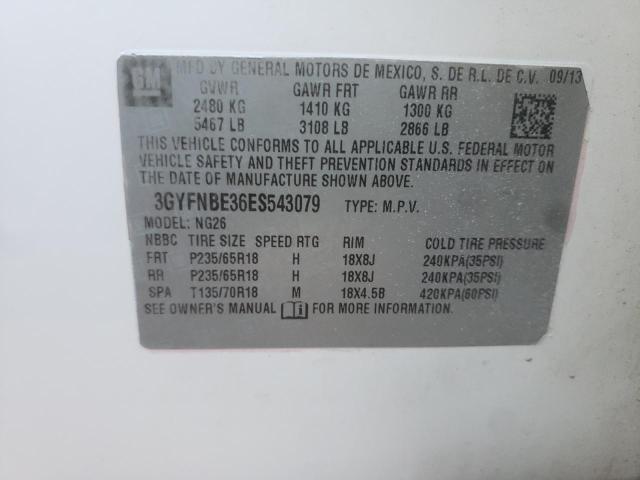 GM MFD BY GENERAL MOTORS DE MEXICO, S. DE R.L. DE C.V. 09/13
GVWR GAWR FRT GAWR RR
2480 KG 1410 KG 1300 KG
5467 LB 3108 LB 2866 LB
THIS VEHICLE CONFORMS TO ALL APPLICABLE U.S. FEDERAL MOTOR
VEHICLE SAFETY AND THEFT PREVENTION STANDARDS IN EFFECT ON
THE DATE OF MANUFACTURE SHOWN ABOVE.
3GYFNBE36ES543079 TYPE: M.P.V.
MODEL: NG26
NBBC TIRE SIZE SPEED RTG RIM COLD TIRE PRESSURE
FRT P235/65R18 H 18X8J 240KPA(35PSI)
RR P235/65R18 H 18X8J 240KPA(35PSI)
SPA T135/70R18 M 18X4.5B 420KPA(60PSI)
SEE OWNER'S MANUAL i FOR MORE INFORMATION.